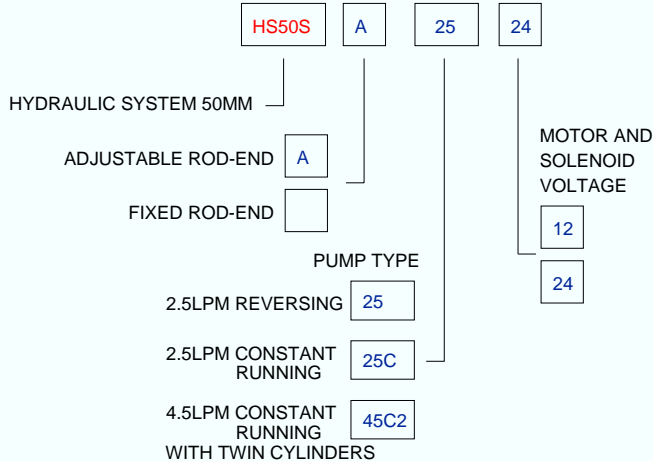 HS50S A 25 24
HYDRAULIC SYSTEM 50MM
ADJUSTABLE ROD-END A
FIXED ROD-END
MOTOR AND
SOLENOID
VOLTAGE
12
24
PUMP TYPE
2.5LPM REVERSING 25
2.5LPM CONSTANT
RUNNING 25C
4.5LPM CONSTANT
RUNNING 45C2
WITH TWIN CYLINDERS